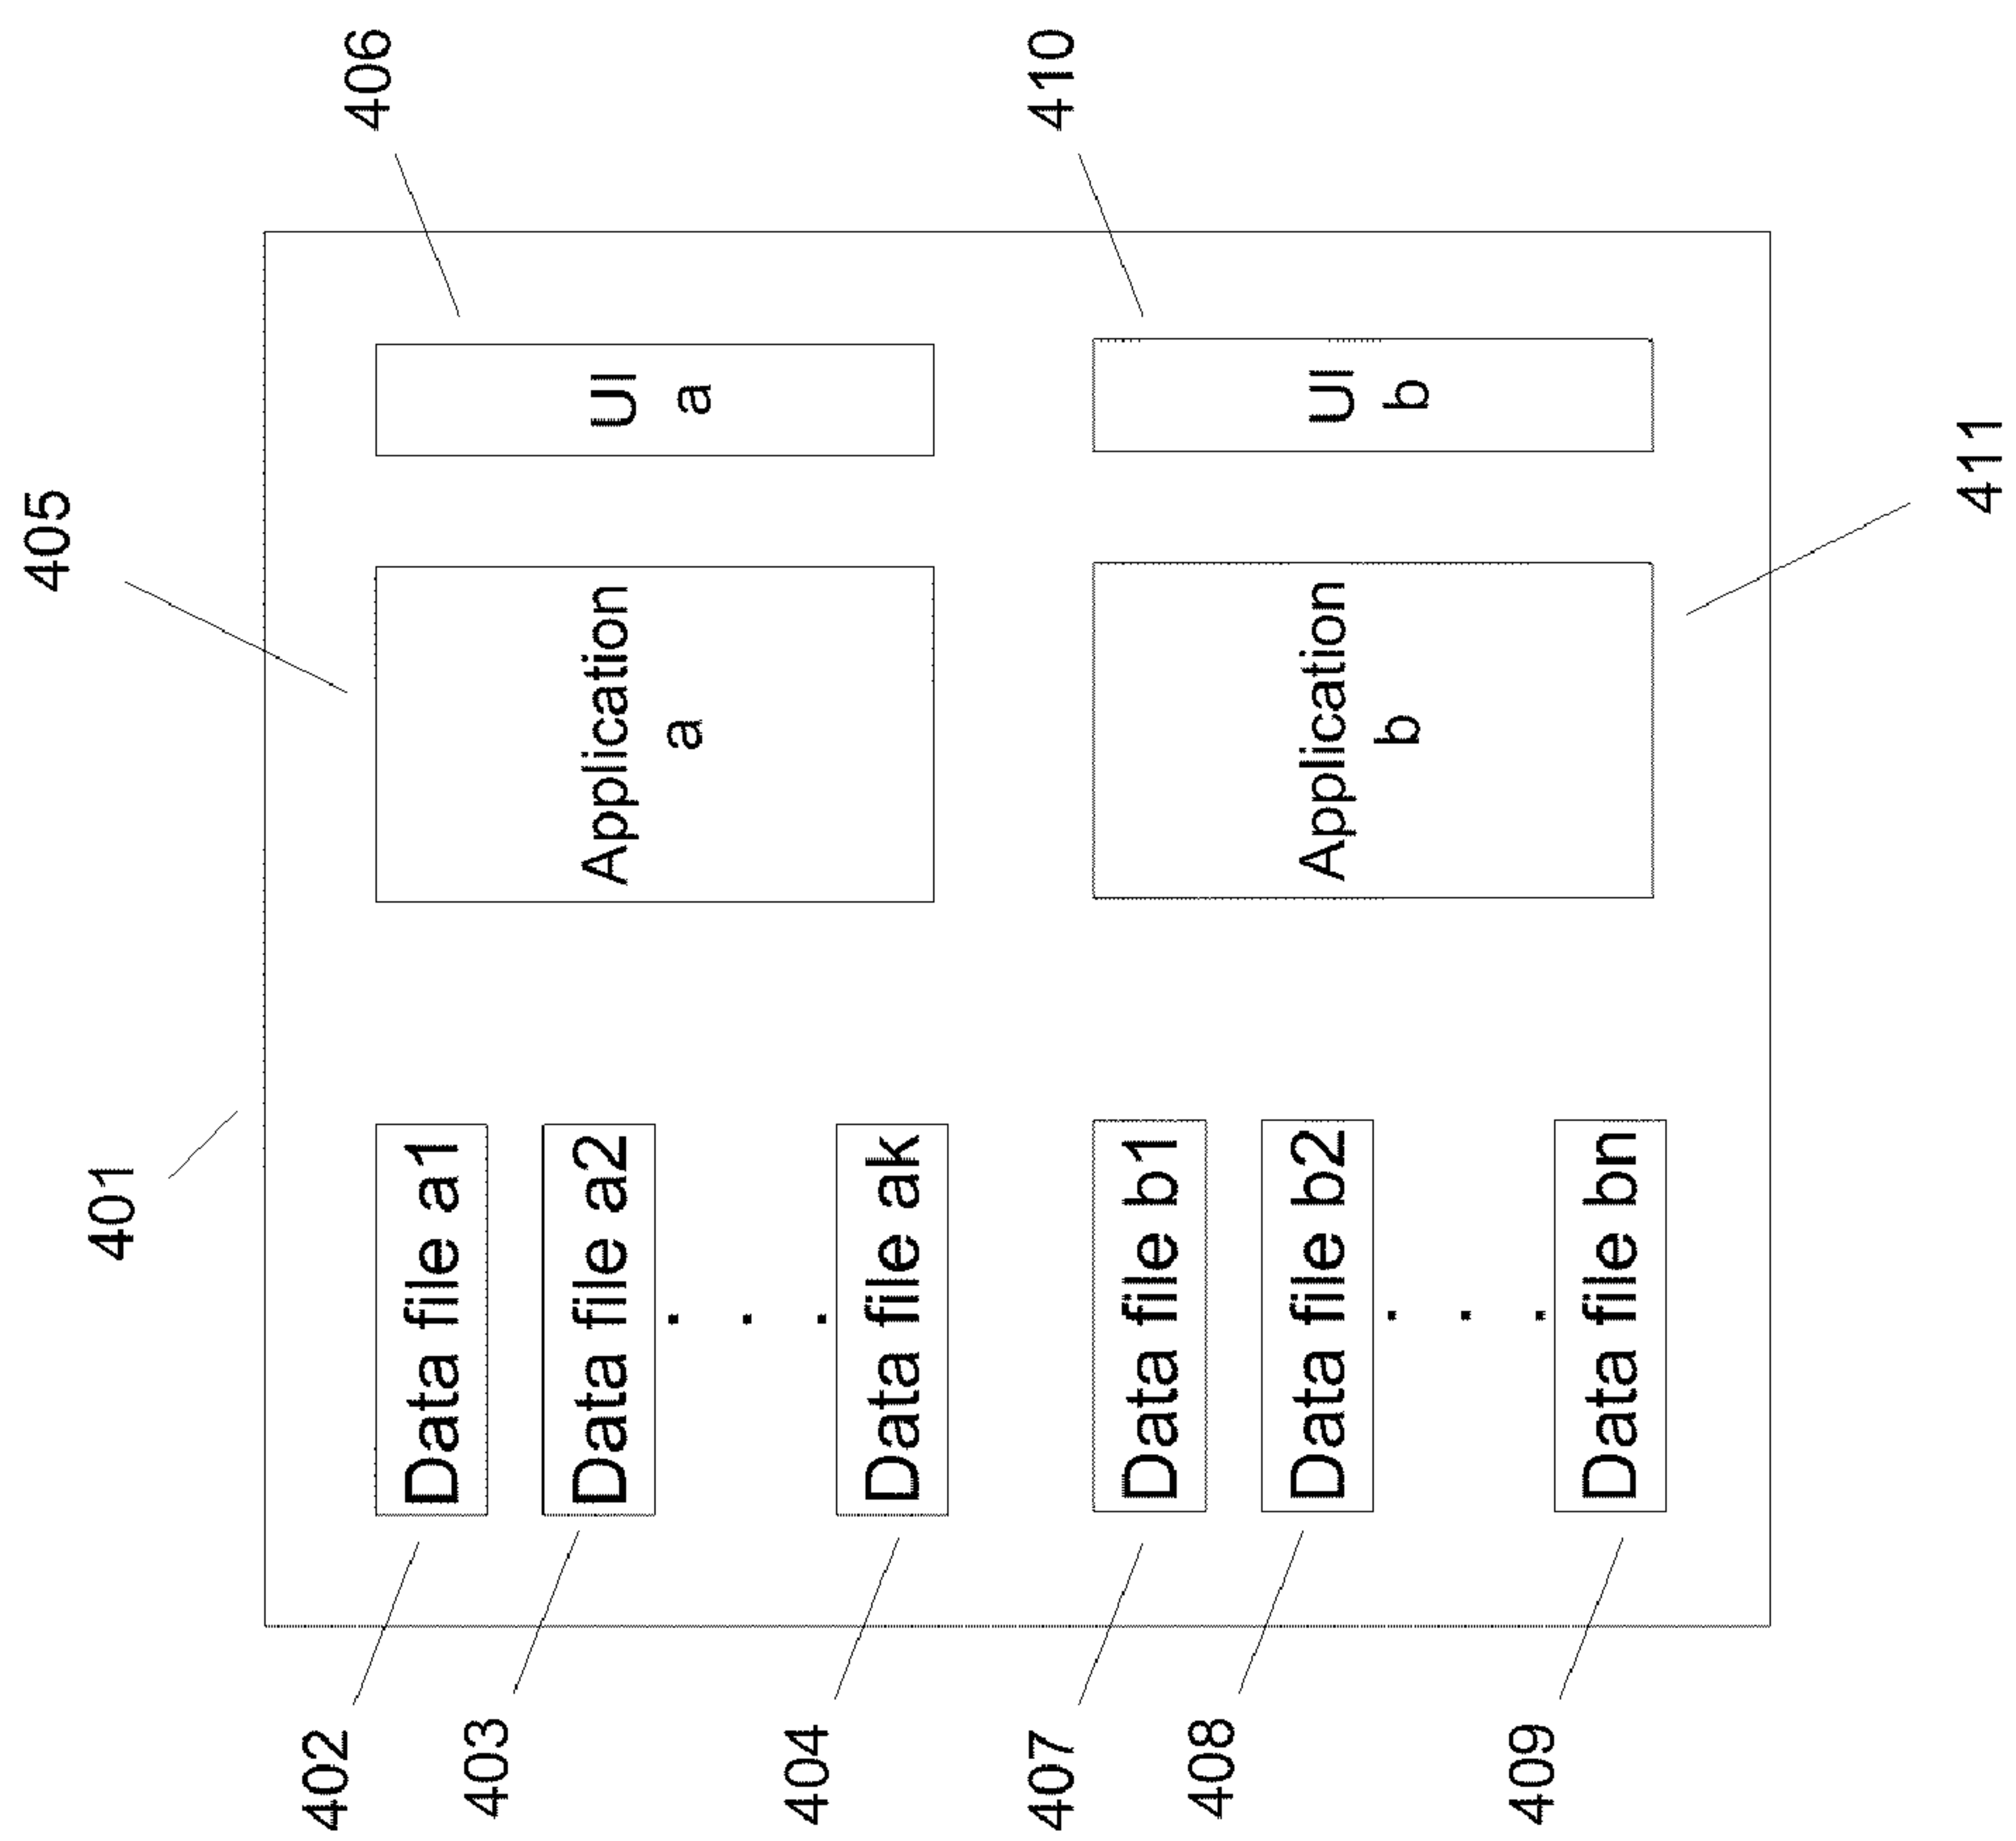 401
402
Data file a1
403
Data file a2
. . .
404
Data file ak
405
Application
a
406
UI
a
407
Data file b1
408
Data file b2
. . .
409
Data file bn
411
Application
b
410
UI
b